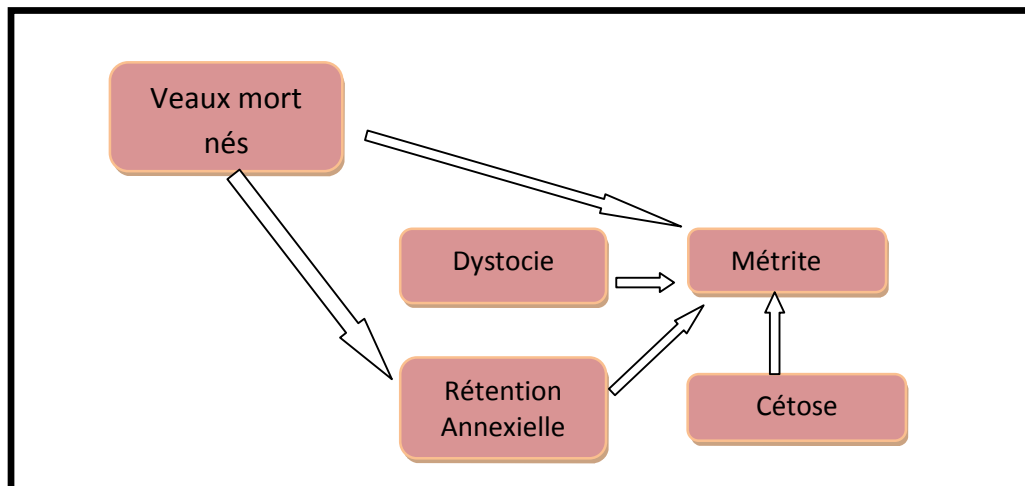 Veaux mort
nés
Dystocie
Métrite
Rétention
Annexielle
Cétose